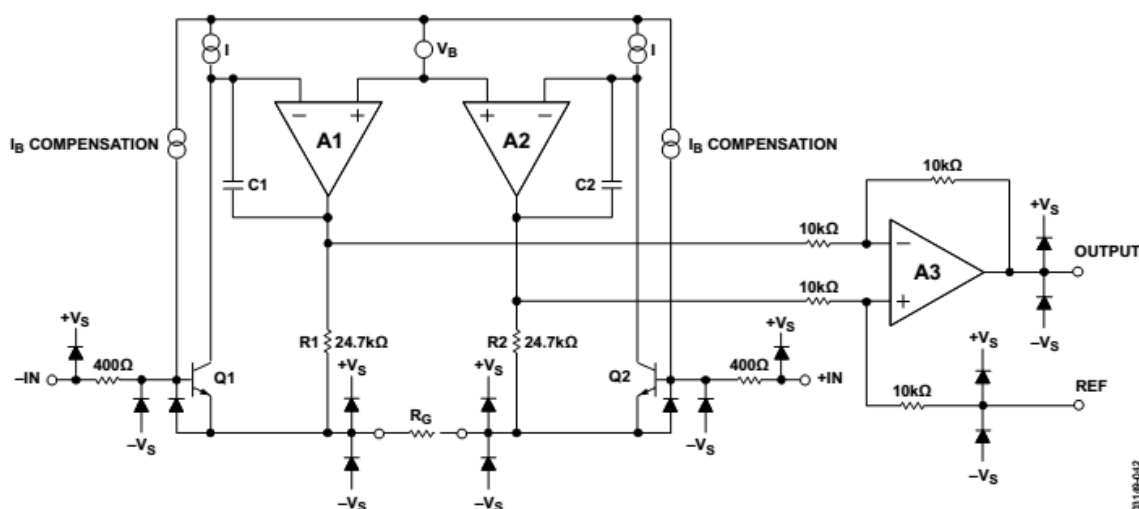 I
V_B
I
A1
A2
− +
+ −
I_B COMPENSATION
I_B COMPENSATION
C1
C2
10kΩ
+V_S
10kΩ
−
OUTPUT
A3
10kΩ
+
−V_S
+V_S
R1 24.7kΩ
R2 24.7kΩ
+V_S
+V_S
+V_S
+V_S
400Ω
400Ω
−IN
Q1
Q2
+IN
10kΩ
REF
R_G
−V_S
−V_S
−V_S
−V_S
−V_S
23149-042